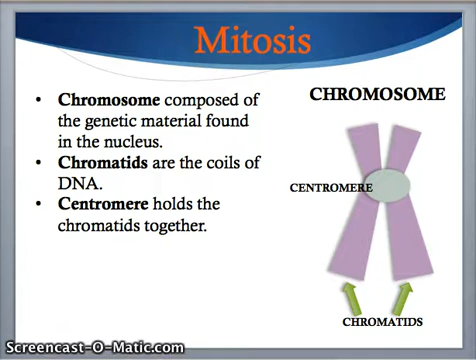 Mitosis
• Chromosome composed of
the genetic material found
in the nucleus.
• Chromatids are the coils of
DNA.
• Centromere holds the
chromatids together.
CHROMOSOME
CENTROMERE
CHROMATIDS
Screencast-O-Matic.com